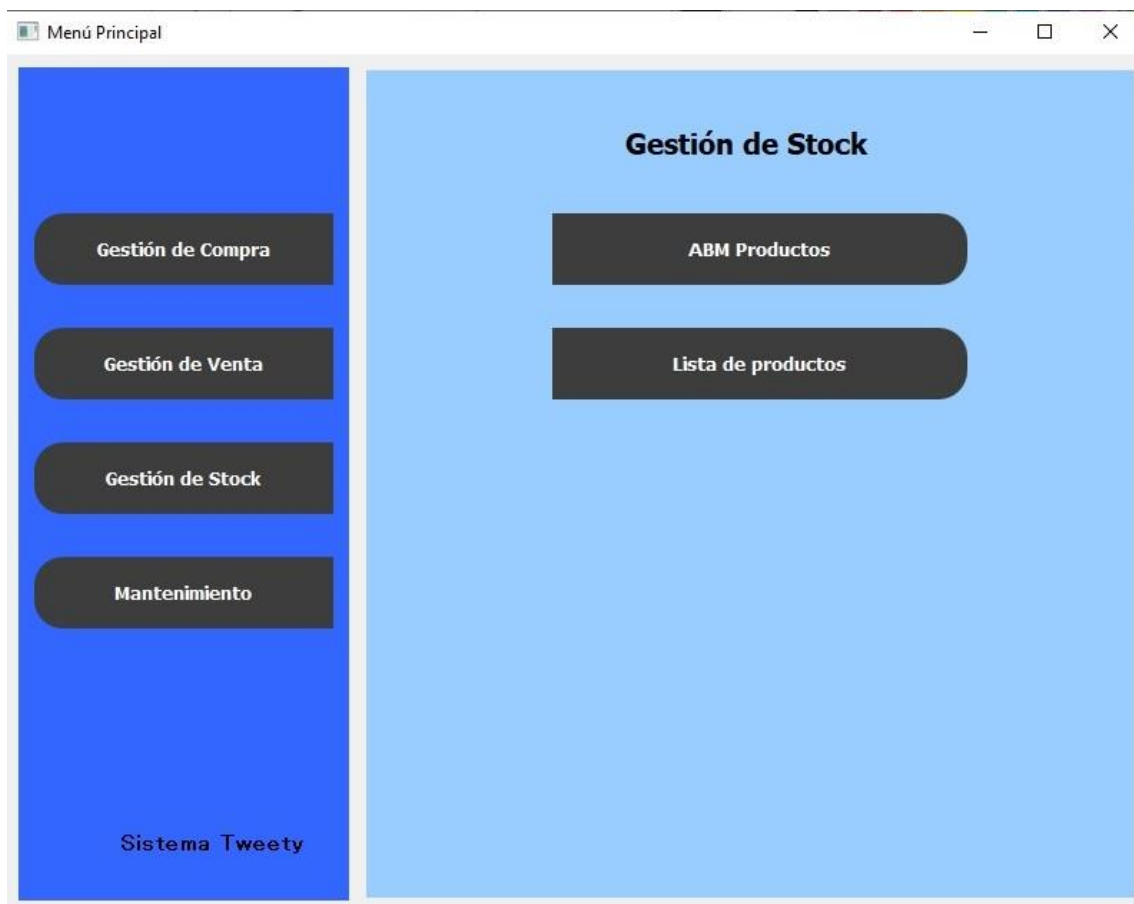 Menú Principal
Gestión de Compra
Gestión de Venta
Gestión de Stock
Mantenimiento
Sistema Tweety
Gestión de Stock
ABM Productos
Lista de productos